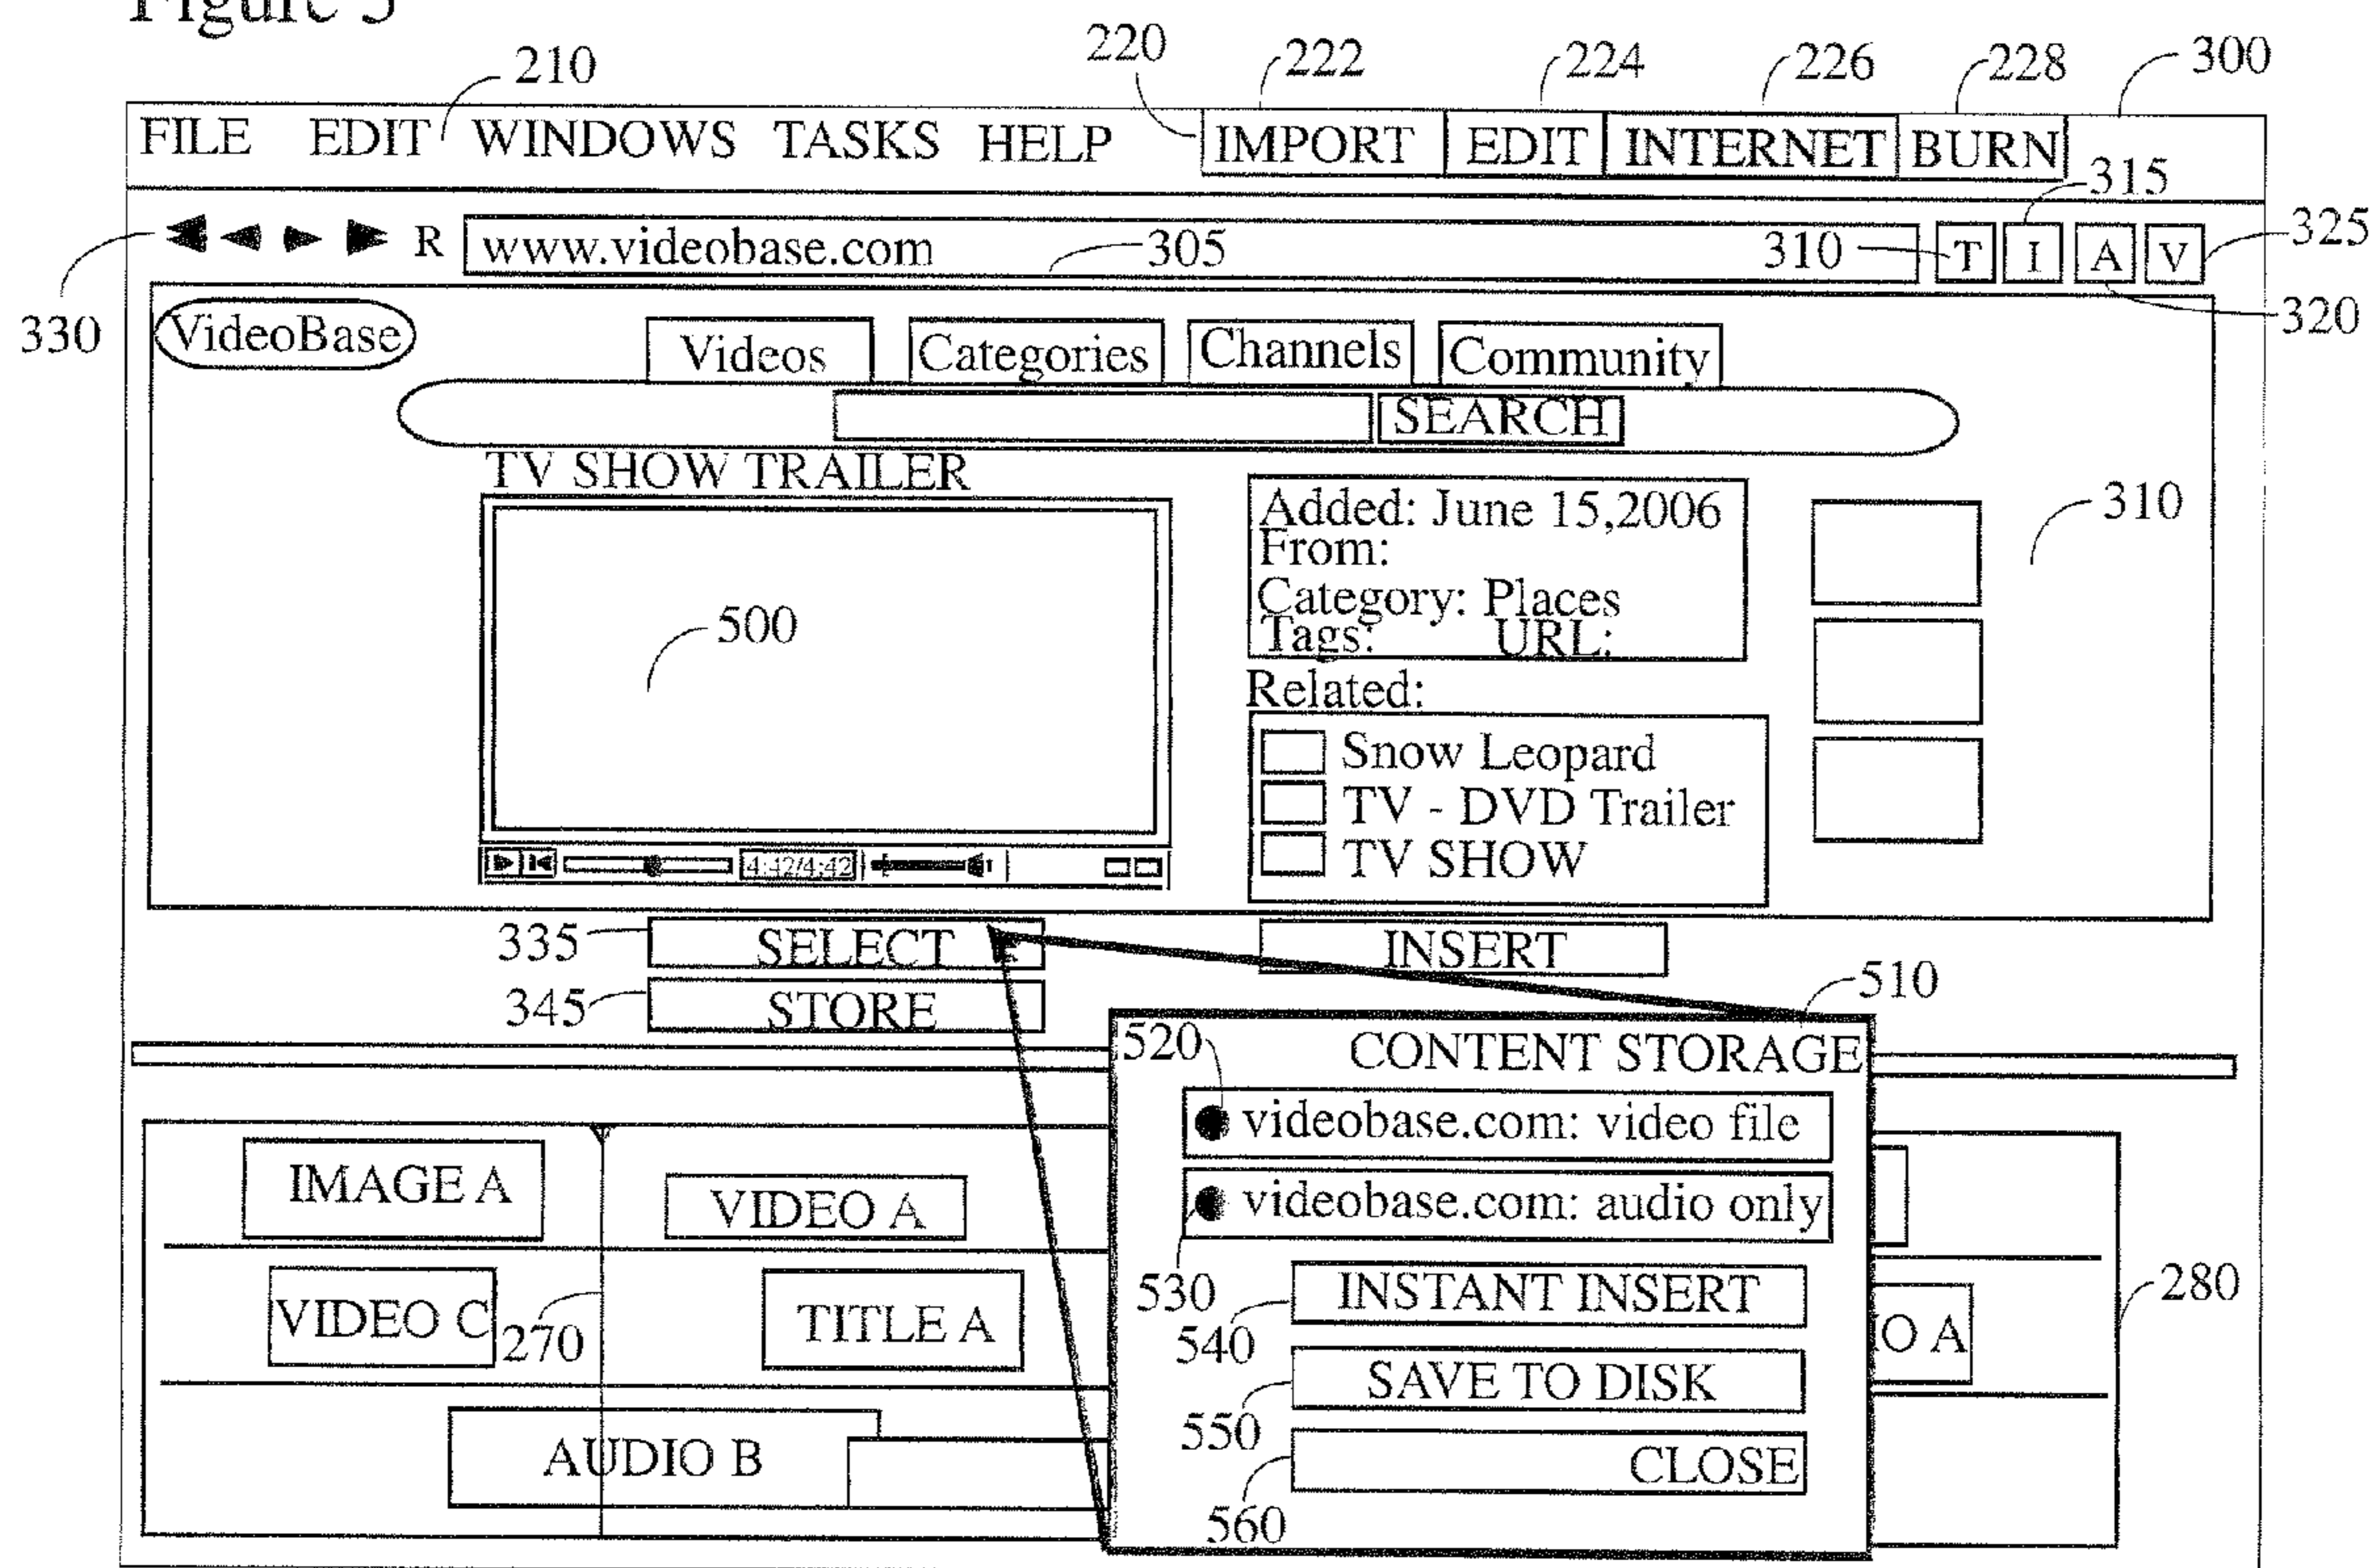 Figure 5
210 220 222 224 226 228 300
FILE EDIT WINDOWS TASKS HELP IMPORT EDIT INTERNET BURN
315
330 R www.videobase.com 305 310 T I A V 325
320
VideoBase Videos Categories Channels Community
SEARCH
TV SHOW TRAILER
Added: June 15,2006
From:
Category: Places
Tags: URL:
310
500
Related:
Snow Leopard
TV - DVD Trailer
TV SHOW
4:42/4:42
335 SELECT INSERT
345 STORE
510
CONTENT STORAGE
520
videobase.com: video file
videobase.com: audio only
530
INSTANT INSERT
540
SAVE TO DISK
550
CLOSE
560
IMAGE A VIDEO A
VIDEO C 270 TITLE A IO A 280
AUDIO B